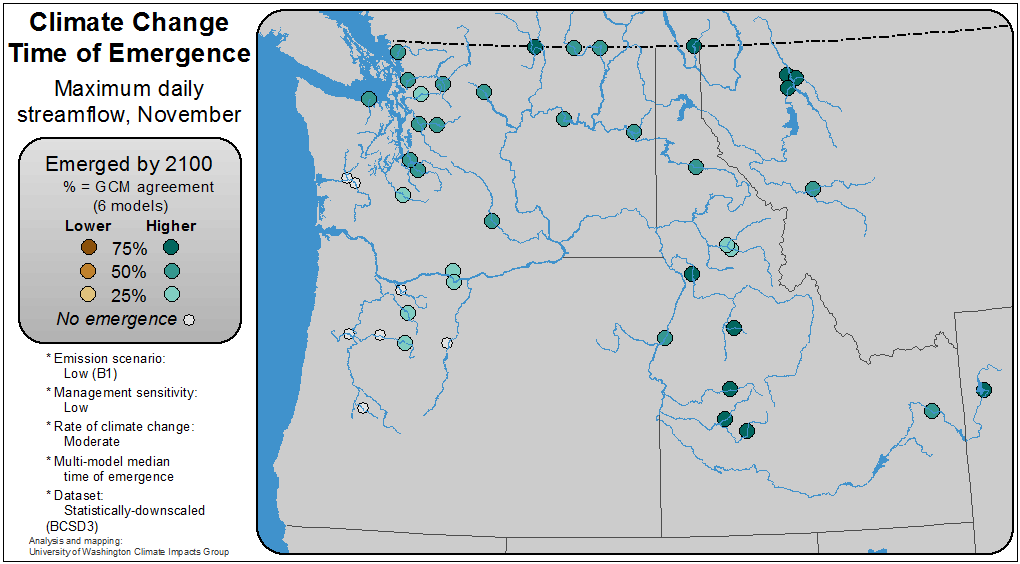 Climate Change
Time of Emergence
Maximum daily
streamflow, November
Emerged by 2100
% = GCM agreement
(6 models)
Lower Higher
75%
50%
25%
No emergence
* Emission scenario:
Low (B1)
* Management sensitivity:
Low
* Rate of climate change:
Moderate
* Multi-model median
time of emergence
* Dataset:
Statistically-downscaled
(BCSD3)
Analysis and mapping:
University of Washington Climate Impacts Group